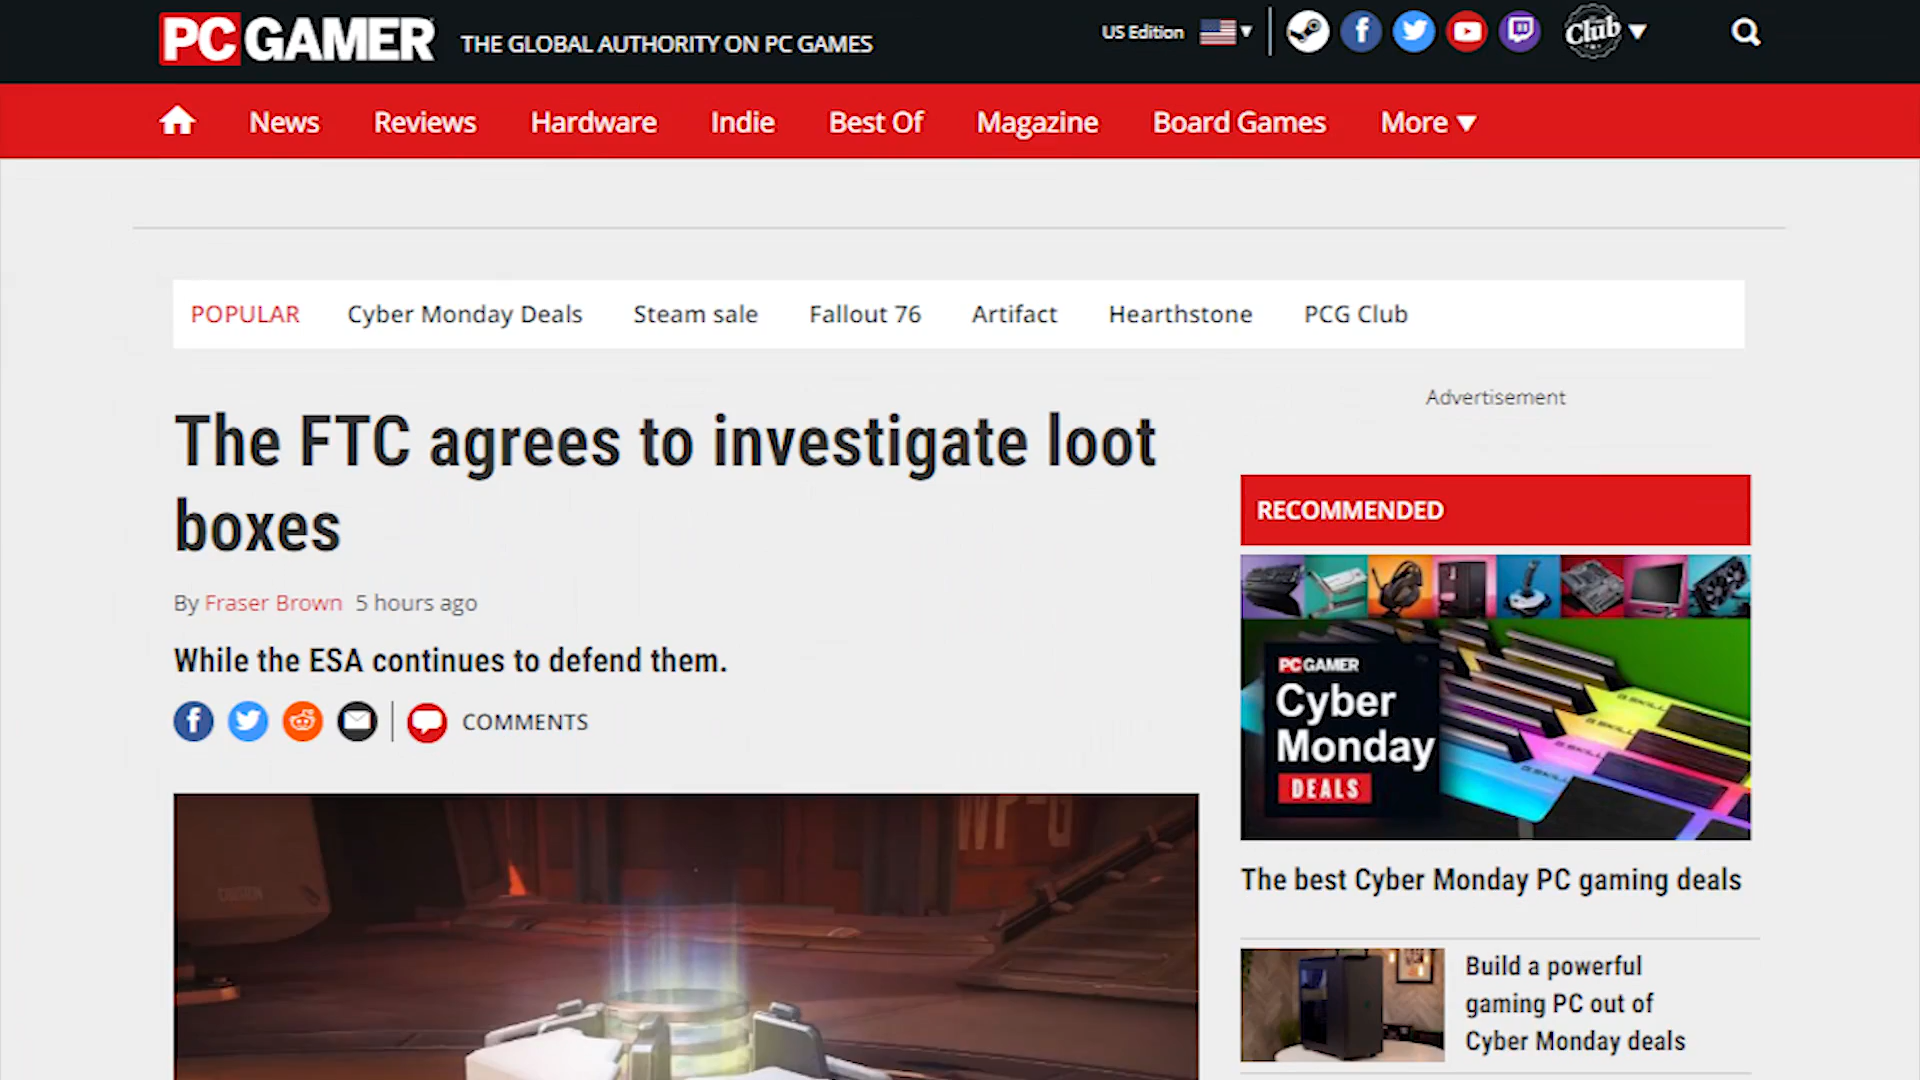 PC GAMER THE GLOBAL AUTHORITY ON PC GAMES US Edition Club
News Reviews Hardware Indie Best Of Magazine Board Games More
POPULAR Cyber Monday Deals Steam sale Fallout 76 Artifact Hearthstone PCG Club
The FTC agrees to investigate loot
boxes
By Fraser Brown 5 hours ago
While the ESA continues to defend them.
COMMENTS
Advertisement
RECOMMENDED
PC GAMER
Cyber
Monday
DEALS
The best Cyber Monday PC gaming deals
Build a powerful
gaming PC out of
Cyber Monday deals